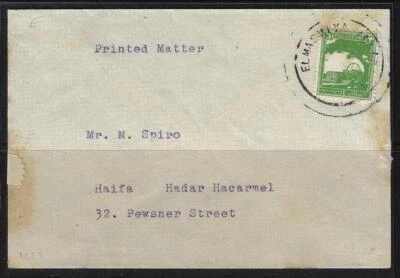 Printed Matter
Mr. M. Spiro
Haifa Hadar Hacarmel
32. Pewsner Street